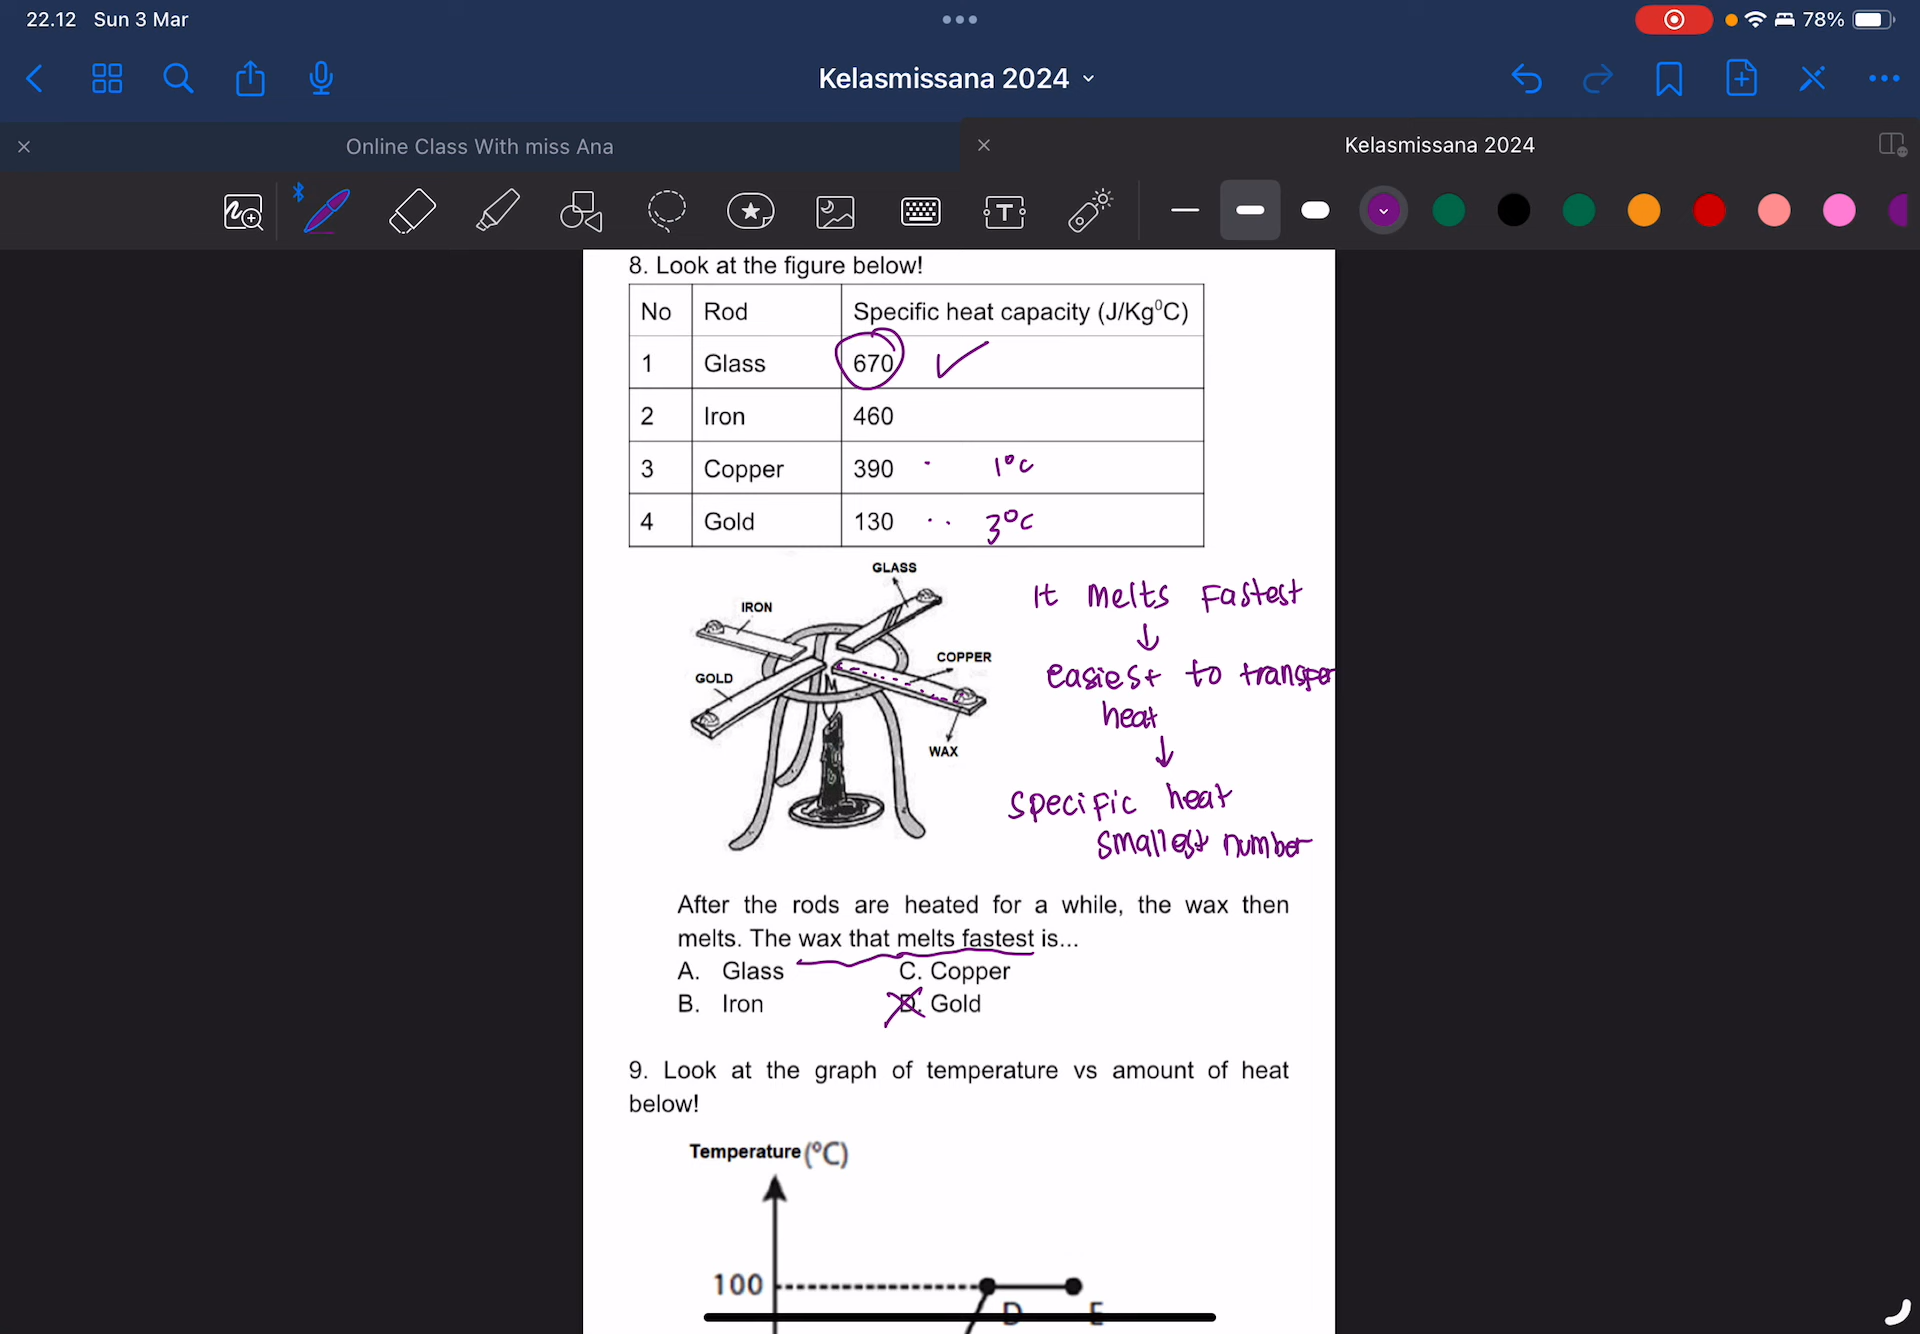 22.12 Sun 3 Mar
78%
Kelasmissana 2024
Online Class With miss Ana
Kelasmissana 2024
8. Look at the figure below!
No Rod Specific heat capacity (J/Kg⁰C)
1 Glass 670
2 Iron 460
3 Copper 390 1°C
4 Gold 130 3°C
GLASS
IRON
COPPER
GOLD
WAX
It melts fastest
easiest to transfer
heat
specific heat
smallest number
After the rods are heated for a while, the wax then
melts. The wax that melts fastest is...
A. Glass C. Copper
B. Iron D. Gold
9. Look at the graph of temperature vs amount of heat
below!
Temperature (°C)
100
D E